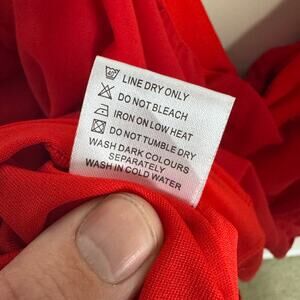 LINE DRY ONLY
DO NOT BLEACH
IRON ON LOW HEAT
DO NOT TUMBLE DRY
WASH DARK COLOURS
SEPARATELY
WASH IN COLD WATER